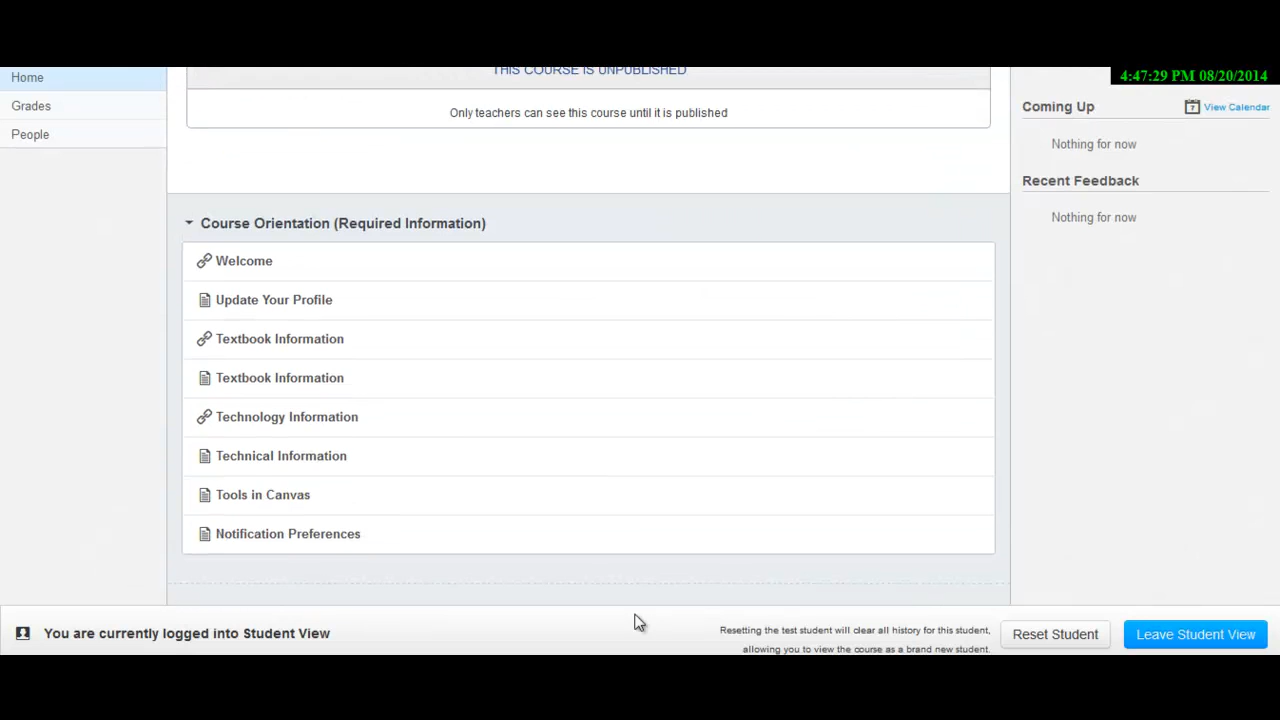 4:47:29 PM 08/20/2014
Home
Grades
People
THIS COURSE IS UNPUBLISHED
Only teachers can see this course until it is published
Course Orientation (Required Information)
Welcome
Update Your Profile
Textbook Information
Textbook Information
Technology Information
Technical Information
Tools in Canvas
Notification Preferences
Coming Up
7 View Calendar
Nothing for now
Recent Feedback
Nothing for now
You are currently logged into Student View
Resetting the test student will clear all history for this student,
allowing you to view the course as a brand new student.
Reset Student
Leave Student View